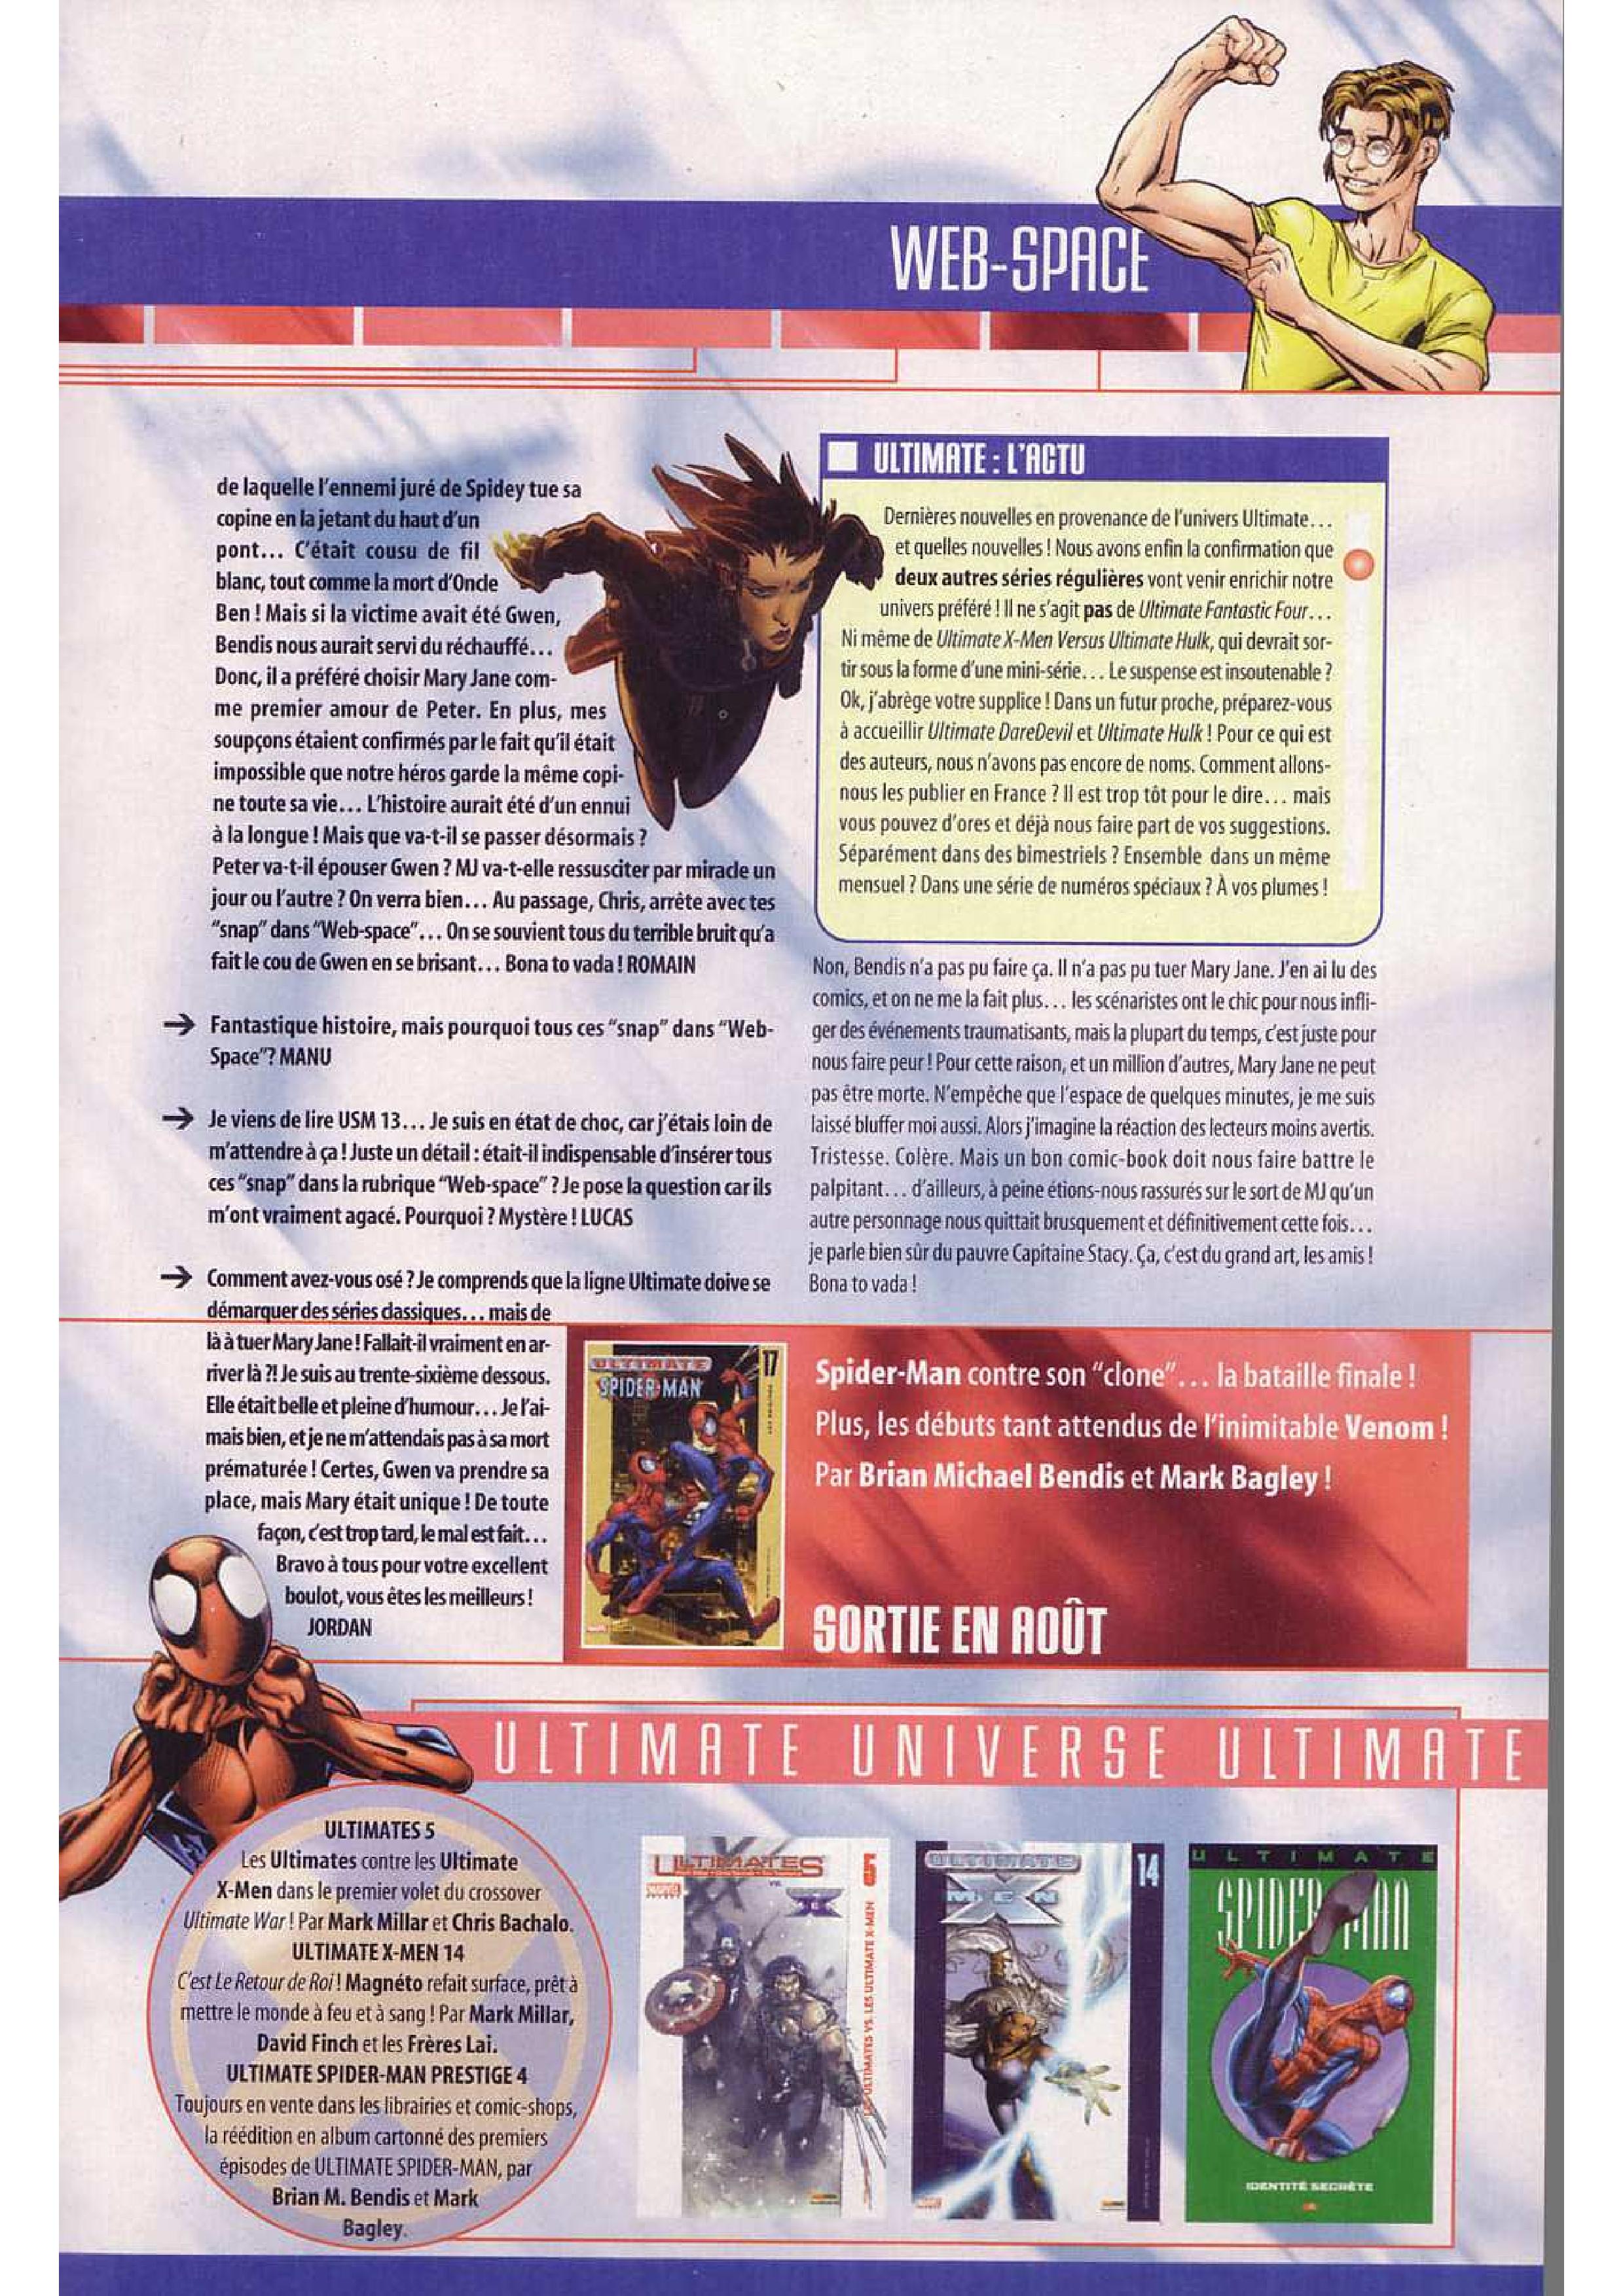 WEB-SPACE
de laquelle l'ennemi juré de Spidey tue sa
copine en la jetant du haut d'un
pont... C'était cousu de fil
blanc, tout comme la mort d'Oncle
Ben ! Mais si la victime avait été Gwen,
Bendis nous aurait servi du réchauffé...
Donc, il a préféré choisir Mary Jane com-
me premier amour de Peter. En plus, mes
soupçons étaient confirmés par le fait qu'il était
impossible que notre héros garde la même copi-
ne toute sa vie... L'histoire aurait été d'un ennui
à la longue ! Mais que va-t-il se passer désormais ?
Peter va-t-il épouser Gwen ? MJ va-t-elle ressusciter par miracle un
jour ou l'autre ? On verra bien... Au passage, Chris, arrête avec tes
"snap" dans "Web-space"... On se souvient tous du terrible bruit qu'a
fait le cou de Gwen en se brisant... Bona to vada ! ROMAIN
→ Fantastique histoire, mais pourquoi tous ces "snap" dans "Web-
Space"? MANU
→ Je viens de lire USM 13... Je suis en état de choc, car j'étais loin de
m'attendre à ça ! Juste un détail : était-il indispensable d'insérer tous
ces "snap" dans la rubrique "Web-space" ? Je pose la question car ils
m'ont vraiment agacé. Pourquoi ? Mystère ! LUCAS
→ Comment avez-vous osé ? Je comprends que la ligne Ultimate doive se
démarquer des séries classiques... mais de
là à tuer Mary Jane ! Fallait-il vraiment en ar-
river là ?! Je suis au trente-sixième dessous.
Elle était belle et pleine d'humour... Je l'ai-
mais bien, et je ne m'attendais pas à sa mort
prématurée ! Certes, Gwen va prendre sa
place, mais Mary était unique ! De toute
façon, c'est trop tard, le mal est fait...
Bravo à tous pour votre excellent
boulot, vous êtes les meilleurs !
JORDAN
ULTIMATE : L'ACTU
Dernières nouvelles en provenance de l'univers Ultimate...
et quelles nouvelles ! Nous avons enfin la confirmation que
deux autres séries régulières vont venir enrichir notre
univers préféré ! Il ne s'agit pas de Ultimate Fantastic Four...
Ni même de Ultimate X-Men Versus Ultimate Hulk, qui devrait sor-
tir sous la forme d'une mini-série... Le suspense est insoutenable ?
Ok, j'abrège votre supplice ! Dans un futur proche, préparez-vous
à accueillir Ultimate DareDevil et Ultimate Hulk ! Pour ce qui est
des auteurs, nous n'avons pas encore de noms. Comment allons-
nous les publier en France ? Il est trop tôt pour le dire... mais
vous pouvez d'ores et déjà nous faire part de vos suggestions.
Séparément dans des bimestriels ? Ensemble dans un même
mensuel ? Dans une série de numéros spéciaux ? À vos plumes !
Non, Bendis n'a pas pu faire ça. Il n'a pas pu tuer Mary Jane. J'en ai lu des
comics, et on ne me la fait plus... les scénaristes ont le chic pour nous infli-
ger des événements traumatisants, mais la plupart du temps, c'est juste pour
nous faire peur ! Pour cette raison, et un million d'autres, Mary Jane ne peut
pas être morte. N'empêche que l'espace de quelques minutes, je me suis
laissé bluffer moi aussi. Alors j'imagine la réaction des lecteurs moins avertis.
Tristesse. Colère. Mais un bon comic-book doit nous faire battre le
palpitant... d'ailleurs, à peine étions-nous rassurés sur le sort de MJ qu'un
autre personnage nous quittait brusquement et définitivement cette fois...
je parle bien sûr du pauvre Capitaine Stacy. Ça, c'est du grand art, les amis !
Bona to vada !
ULTIMATE
SPIDER-MAN
17
Spider-Man contre son "clone"... la bataille finale !
Plus, les débuts tant attendus de l'inimitable Venom !
Par Brian Michael Bendis et Mark Bagley !
SORTIE EN AOÛT
ULTIMATE UNIVERSE ULTIMATE
ULTIMATES 5
Les Ultimates contre les Ultimate
X-Men dans le premier volet du crossover
Ultimate War ! Par Mark Millar et Chris Bachalo.
ULTIMATE X-MEN 14
C'est Le Retour de Roi ! Magnéto refait surface, prêt à
mettre le monde à feu et à sang ! Par Mark Millar,
David Finch et les Frères Lai.
ULTIMATE SPIDER-MAN PRESTIGE 4
Toujours en vente dans les librairies et comic-shops,
la réédition en album cartonné des premiers
épisodes de ULTIMATE SPIDER-MAN, par
Brian M. Bendis et Mark
Bagley.
ULTIMATES
VS.
X
MARVEL
5
LES ULTIMATES VS. LES ULTIMATE X-MEN
ULTIMATE
X-MEN
14
ULTIMATE
SPIDER-MAN
IDENTITÉ SECRÈTE